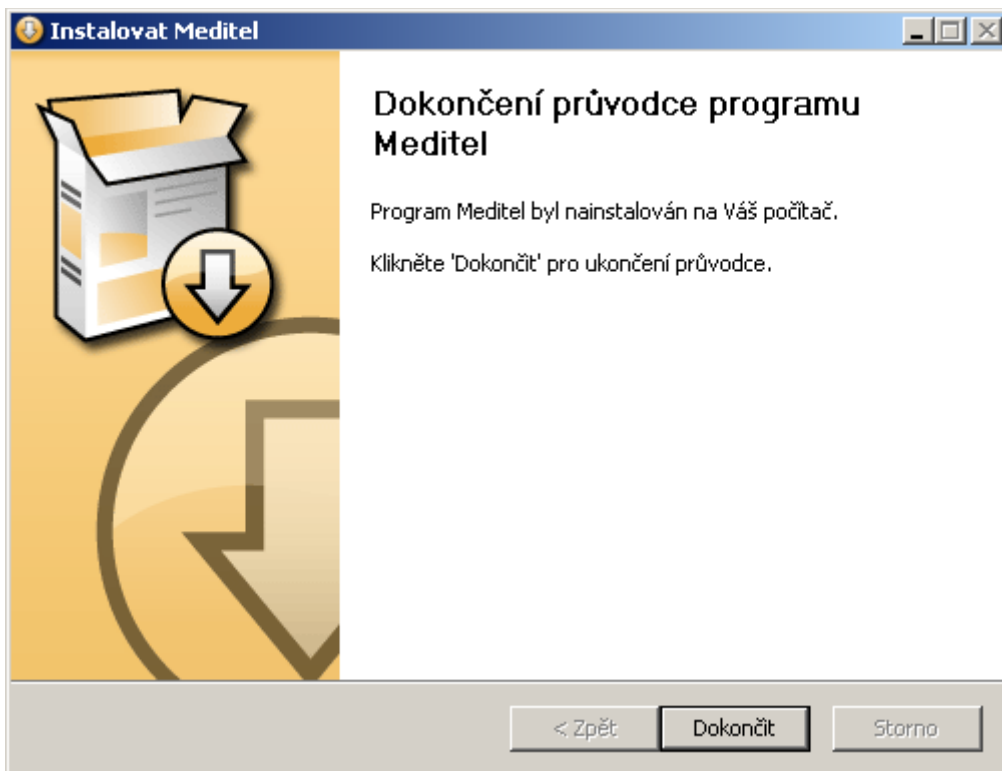 Instalovat Meditel
Dokončení průvodce programu
Meditel
Program Meditel byl nainstalován na Váš počítač.
Klikněte 'Dokončit' pro ukončení průvodce.
< Zpět
Dokončit
Storno